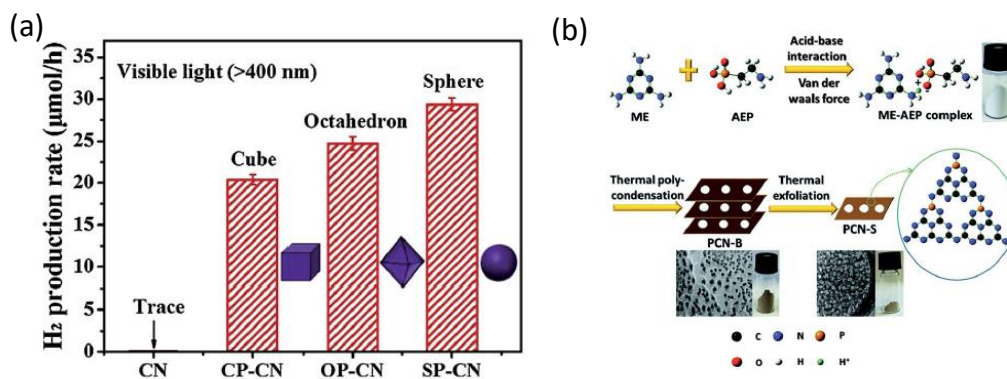 (a)
H₂ production rate (μmol/h)
35
30
25
20
15
10
5
0
Visible light (>400 nm)
Trace
Cube
Octahedron
Sphere
CN
CP-CN
OP-CN
SP-CN
(b)
ME
AEP
Acid-base
interaction
Van der
waals force
ME-AEP complex
Thermal poly-
condensation
PCN-B
Thermal
exfoliation
PCN-S
C
N
P
O
H
H⁺